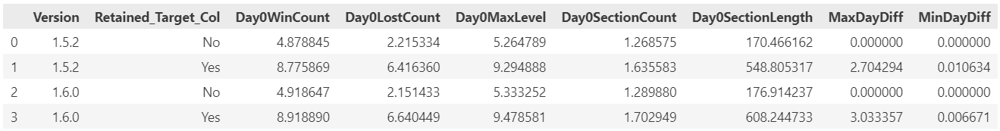 Version Retained_Target_Col Day0WinCount Day0LostCount Day0MaxLevel Day0SectionCount Day0SectionLength MaxDayDiff MinDayDiff
0 1.5.2 No 4.878845 2.215334 5.264789 1.268575 170.466162 0.000000 0.000000
1 1.5.2 Yes 8.775869 6.416360 9.294888 1.635583 548.805317 2.704294 0.010634
2 1.6.0 No 4.918647 2.151433 5.333252 1.289880 176.914237 0.000000 0.000000
3 1.6.0 Yes 8.918890 6.640449 9.478581 1.702949 608.244733 3.033357 0.006671